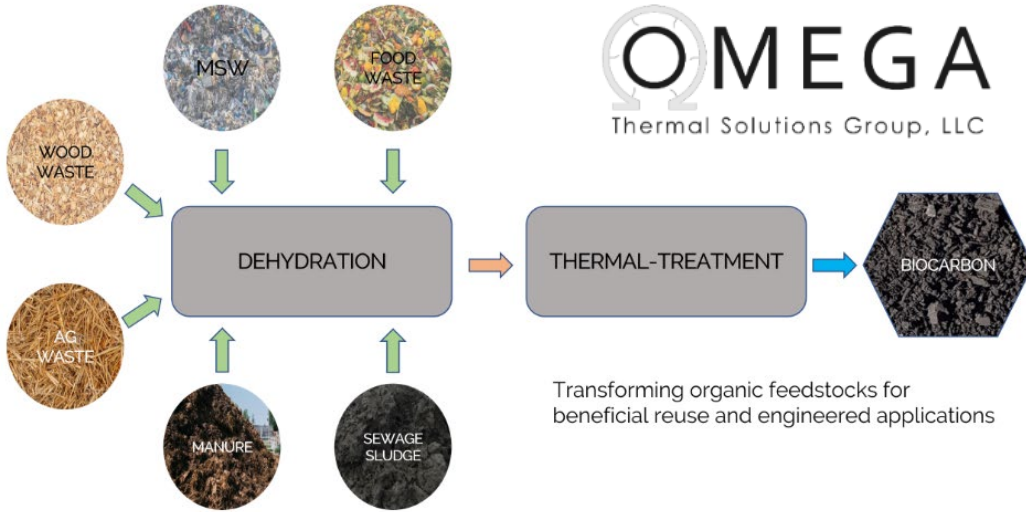 MSW
FOOD
WASTE
OMEGA
Thermal Solutions Group, LLC
WOOD
WASTE
DEHYDRATION
THERMAL-TREATMENT
BIOCARBON
AG
WASTE
MANURE
SEWAGE
SLUDGE
Transforming organic feedstocks for
beneficial reuse and engineered applications